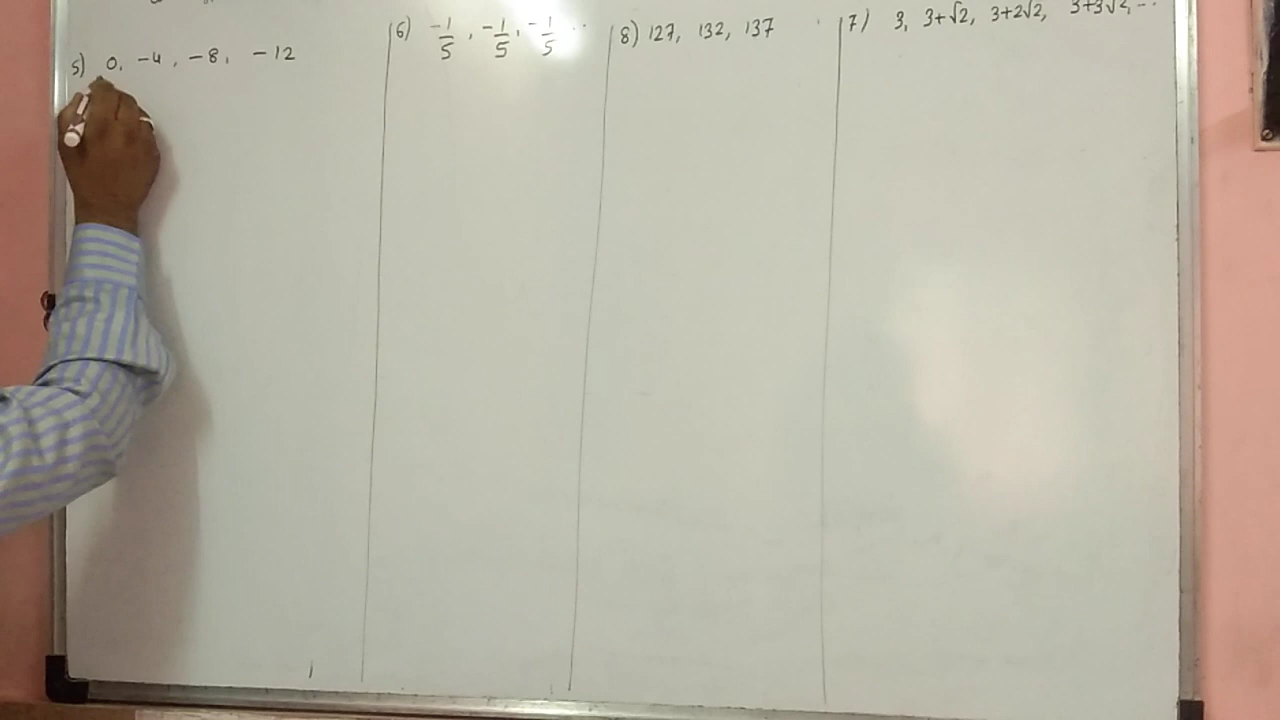 5) 0, -4, -8, -12
6) -1/5, -1/5, -1/5 ..
8) 127, 132, 137
7) 3, 3+√2, 3+2√2, 3+3√2, ...